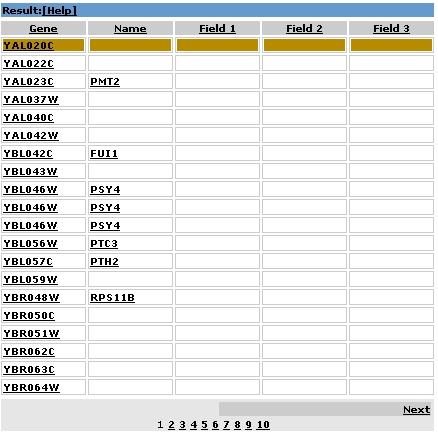 Result:[Help]
Gene Name Field 1 Field 2 Field 3
YAL020C
YAL022C
YAL023C PMT2
YAL037W
YAL040C
YAL042W
YBL042C FUI1
YBL043W
YBL046W PSY4
YBL046W PSY4
YBL046W PSY4
YBL056W PTC3
YBL057C PTH2
YBL059W
YBR048W RPS11B
YBR050C
YBR051W
YBR062C
YBR063C
YBR064W
Next
1 2 3 4 5 6 7 8 9 10